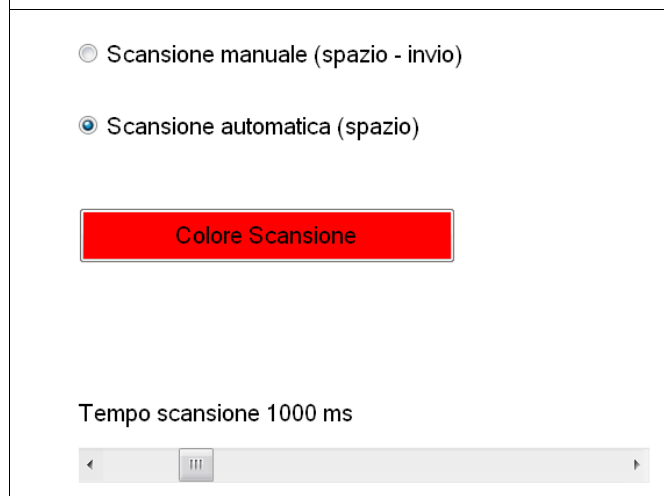 Scansione manuale (spazio - invio)
Scansione automatica (spazio)
Colore Scansione
Tempo scansione 1000 ms